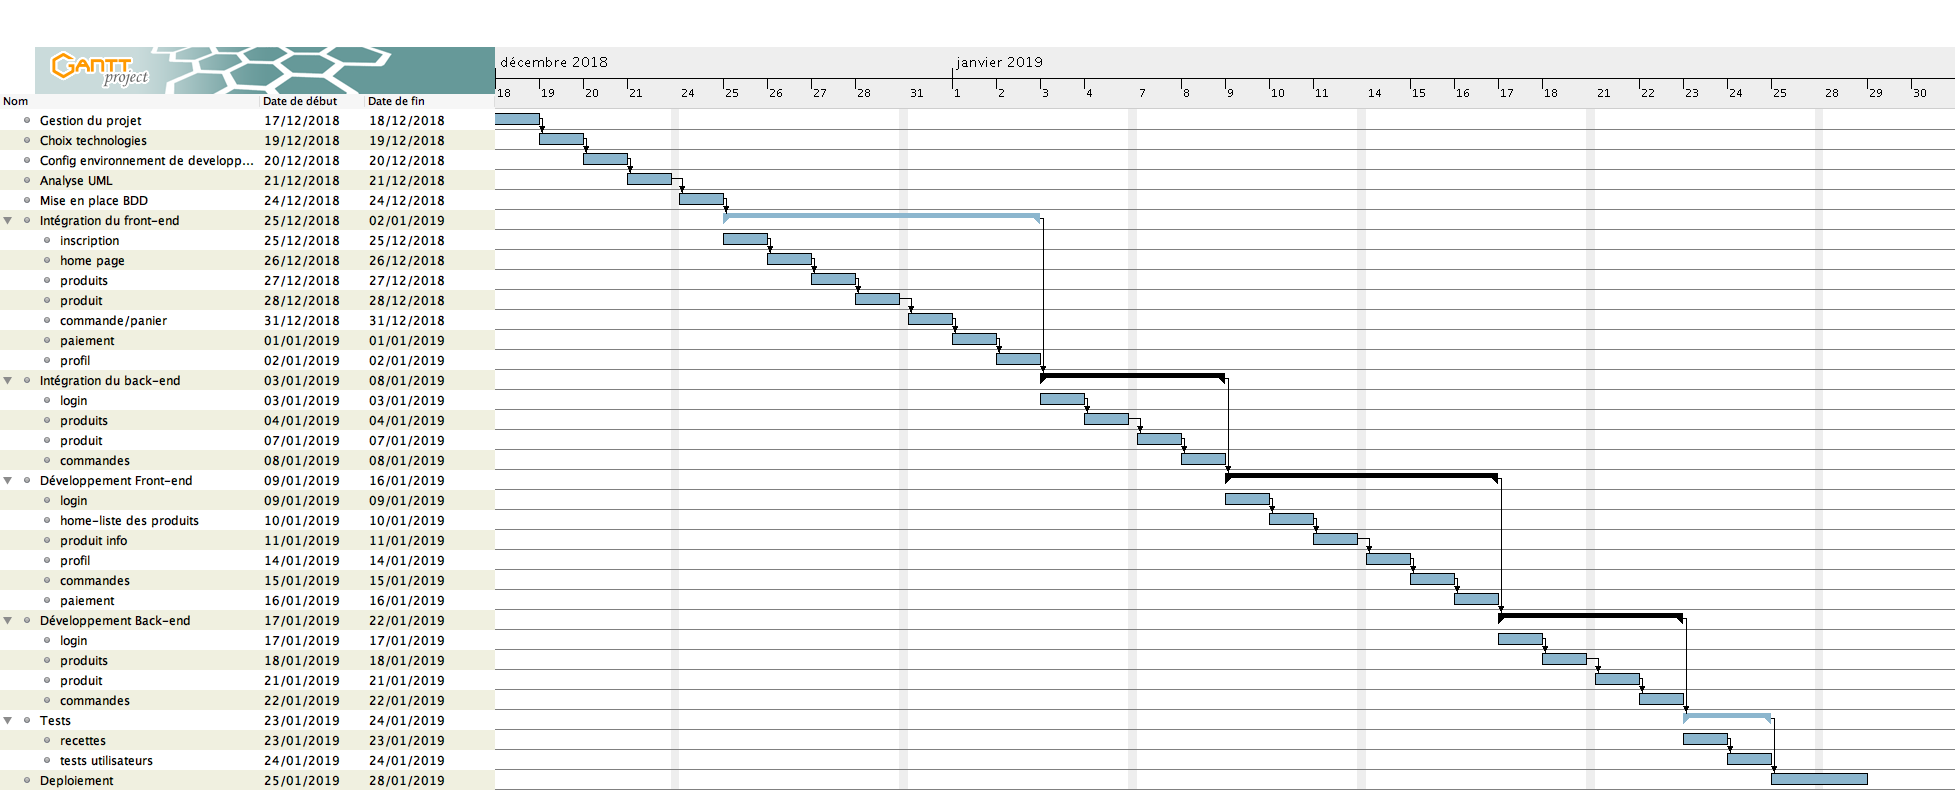 GANTT
project
décembre 2018
janvier 2019
18 19 20 21 24 25 26 27 28 31 1 2 3 4 7 8 9 10 11 14 15 16 17 18 21 22 23 24 25 28 29 30
Nom Date de début Date de fin
Gestion du projet 17/12/2018 18/12/2018
Choix technologies 19/12/2018 19/12/2018
Config environnement de developp... 20/12/2018 20/12/2018
Analyse UML 21/12/2018 21/12/2018
Mise en place BDD 24/12/2018 24/12/2018
Intégration du front-end 25/12/2018 02/01/2019
inscription 25/12/2018 25/12/2018
home page 26/12/2018 26/12/2018
produits 27/12/2018 27/12/2018
produit 28/12/2018 28/12/2018
commande/panier 31/12/2018 31/12/2018
paiement 01/01/2019 01/01/2019
profil 02/01/2019 02/01/2019
Intégration du back-end 03/01/2019 08/01/2019
login 03/01/2019 03/01/2019
produits 04/01/2019 04/01/2019
produit 07/01/2019 07/01/2019
commandes 08/01/2019 08/01/2019
Développement Front-end 09/01/2019 16/01/2019
login 09/01/2019 09/01/2019
home-liste des produits 10/01/2019 10/01/2019
produit info 11/01/2019 11/01/2019
profil 14/01/2019 14/01/2019
commandes 15/01/2019 15/01/2019
paiement 16/01/2019 16/01/2019
Développement Back-end 17/01/2019 22/01/2019
login 17/01/2019 17/01/2019
produits 18/01/2019 18/01/2019
produit 21/01/2019 21/01/2019
commandes 22/01/2019 22/01/2019
Tests 23/01/2019 24/01/2019
recettes 23/01/2019 23/01/2019
tests utilisateurs 24/01/2019 24/01/2019
Deploiement 25/01/2019 28/01/2019